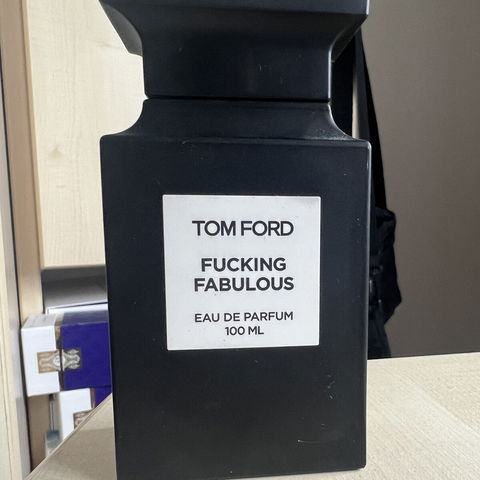 TOM FORD
FUCKING
FABULOUS
EAU DE PARFUM
100 ML